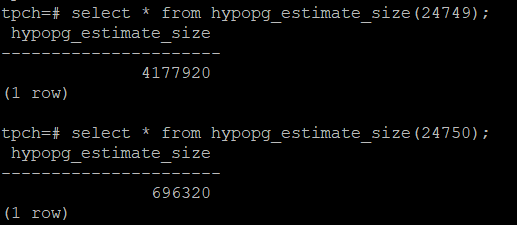 tpch=# select * from hypopg_estimate_size(24749);
 hypopg_estimate_size
----------------------
              4177920
(1 row)

tpch=# select * from hypopg_estimate_size(24750);
 hypopg_estimate_size
----------------------
               696320
(1 row)